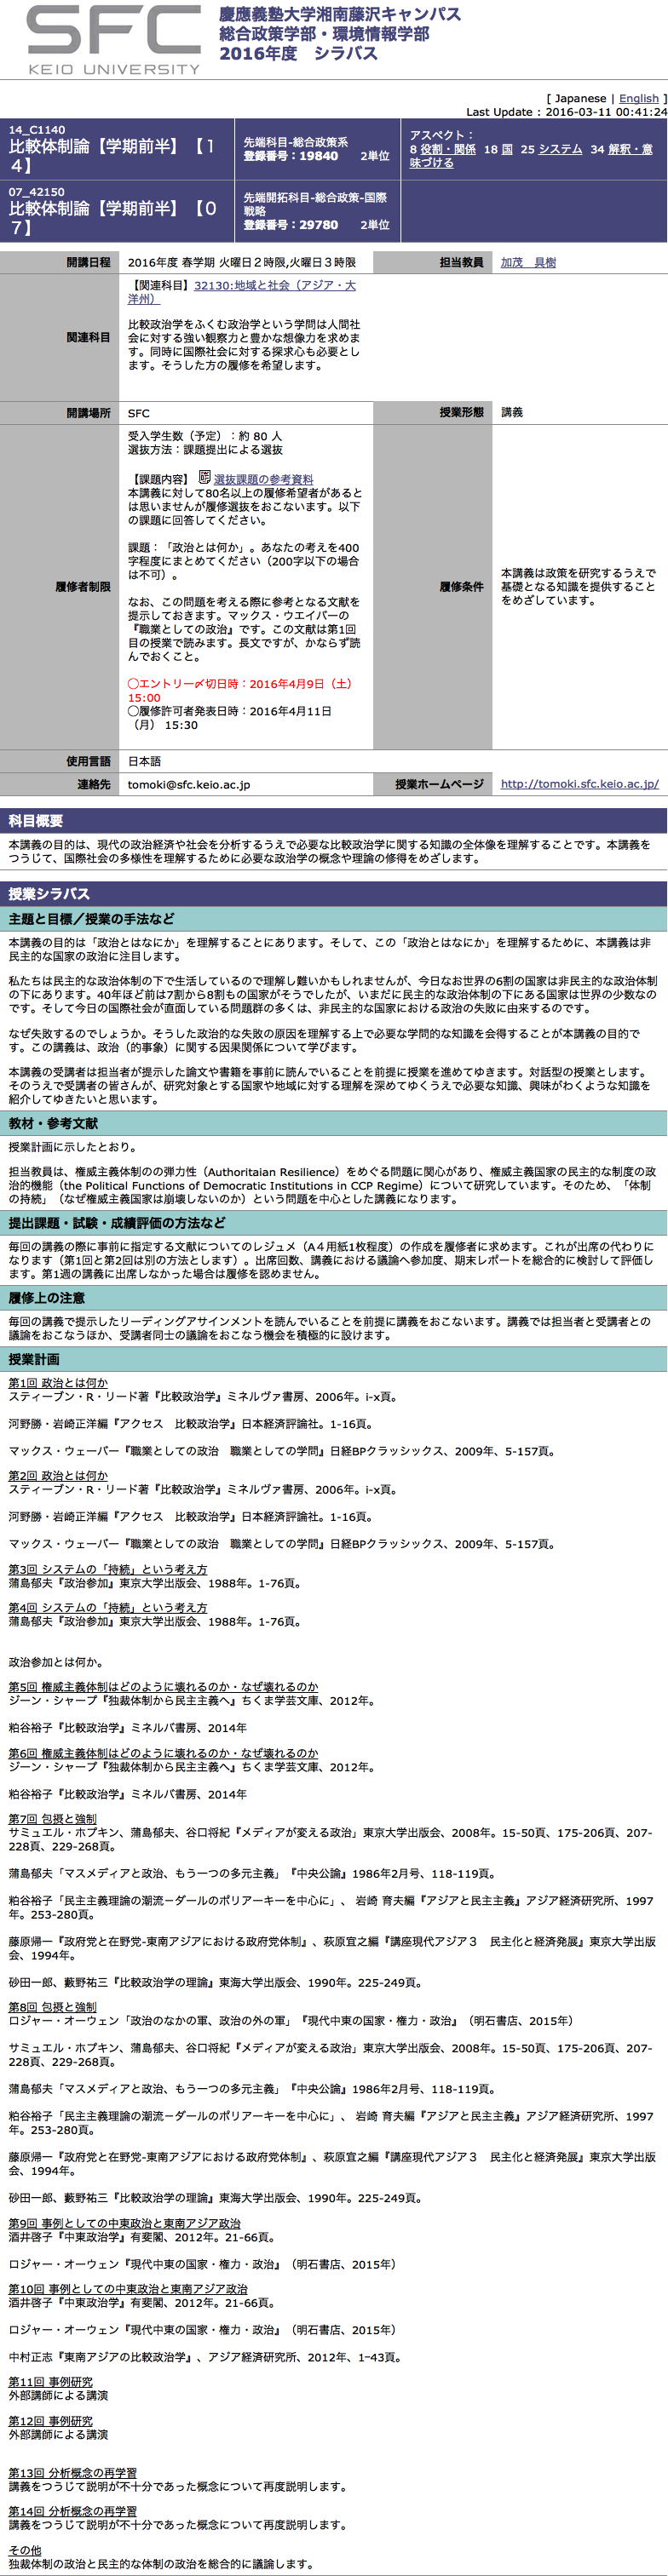 SFC
KEIO UNIVERSITY
慶應義塾大学湘南藤沢キャンパス
総合政策学部・環境情報学部
2016年度　シラバス
[ Japanese | English ]
Last Update : 2016-03-11 00:41:24
14_C1140
比較体制論【学期前半】【１
４】
先端科目-総合政策系
登録番号：19840　2単位
アスペクト：
8 役割・関係　18 国　25 システム　34 解釈・意
味づける
07_42150
比較体制論【学期前半】【０
７】
先端開拓科目-総合政策-国際
戦略
登録番号：29780　2単位
開講日程
2016年度 春学期 火曜日２時限,火曜日３時限
担当教員
加茂　具樹
関連科目
【関連科目】32130:地域と社会（アジア・大
洋州）
比較政治学をふくむ政治学という学問は人間社
会に対する強い観察力と豊かな想像力を求めま
す。同時に国際社会に対する探求心も必要とし
ます。そうした方の履修を希望します。
開講場所
SFC
授業形態
講義
履修者制限
受入学生数（予定）：約 80 人
選抜方法：課題提出による選抜
【課題内容】 選抜課題の参考資料
本講義に対して80名以上の履修希望者があると
は思いませんが履修選抜をおこないます。以下
の課題に回答してください。
課題：「政治とは何か」。あなたの考えを400
字程度にまとめてください（200字以下の場合
は不可）。
なお、この問題を考える際に参考となる文献を
提示しておきます。マックス・ウエイバーの
『職業としての政治』です。この文献は第1回
目の授業で読みます。長文ですが、かならず読
んでおくこと。
◯エントリー〆切日時：2016年4月9日（土）
15:00
◯履修許可者発表日時：2016年4月11日
（月） 15:30
履修条件
本講義は政策を研究するうえで
基礎となる知識を提供すること
をめざしています。
使用言語
日本語
連絡先
tomoki@sfc.keio.ac.jp
授業ホームページ
http://tomoki.sfc.keio.ac.jp/
科目概要
本講義の目的は、現代の政治経済や社会を分析するうえで必要な比較政治学に関する知識の全体像を理解することです。本講義を
つうじて、国際社会の多様性を理解するために必要な政治学の概念や理論の修得をめざします。
授業シラバス
主題と目標／授業の手法など
本講義の目的は「政治とはなにか」を理解することにあります。そして、この「政治とはなにか」を理解するために、本講義は非
民主的な国家の政治に注目します。
私たちは民主的な政治体制の下で生活しているので理解し難いかもしれませんが、今日なお世界の6割の国家は非民主的な政治体制
の下にあります。40年ほど前は7割から8割もの国家がそうでしたが、いまだに民主的な政治体制の下にある国家は世界の少数なの
です。そして今日の国際社会が直面している問題群の多くは、非民主的な国家における政治の失敗に由来するのです。
なぜ失敗するのでしょうか。そうした政治的な失敗の原因を理解する上で必要な学問的な知識を会得することが本講義の目的で
す。この講義は、政治（的事象）に関する因果関係について学びます。
本講義の受講者は担当者が提示した論文や書籍を事前に読んでいることを前提に授業を進めてゆきます。対話型の授業とします。
そのうえで受講者の皆さんが、研究対象とする国家や地域に対する理解を深めてゆくうえで必要な知識、興味がわくような知識を
紹介してゆきたいと思います。
教材・参考文献
授業計画に示したとおり。
担当教員は、権威主義体制のの弾力性（Authoritaian Resilience）をめぐる問題に関心があり、権威主義国家の民主的な制度の政
治的機能（the Political Functions of Democratic Institutions in CCP Regime）について研究しています。そのため、「体制
の持続」（なぜ権威主義国家は崩壊しないのか）という問題を中心とした講義になります。
提出課題・試験・成績評価の方法など
毎回の講義の際に事前に指定する文献についてのレジュメ（A４用紙1枚程度）の作成を履修者に求めます。これが出席の代わりに
なります（第1回と第2回は別の方法とします）。出席回数、講義における議論へ参加度、期末レポートを総合的に検討して評価し
ます。第1週の講義に出席しなかった場合は履修を認めません。
履修上の注意
毎回の講義で提示したリーディングアサインメントを読んでいることを前提に講義をおこないます。講義では担当者と受講者との
議論をおこなうほか、受講者同士の議論をおこなう機会を積極的に設けます。
授業計画
第1回 政治とは何か
スティーブン・R・リード著『比較政治学』ミネルヴァ書房、2006年。i-x頁。
河野勝・岩崎正洋編『アクセス　比較政治学』日本経済評論社。1-16頁。
マックス・ウェーバー『職業としての政治　職業としての学問』日経BPクラッシックス、2009年、5-157頁。
第2回 政治とは何か
スティーブン・R・リード著『比較政治学』ミネルヴァ書房、2006年。i-x頁。
河野勝・岩崎正洋編『アクセス　比較政治学』日本経済評論社。1-16頁。
マックス・ウェーバー『職業としての政治　職業としての学問』日経BPクラッシックス、2009年、5-157頁。
第3回 システムの「持続」という考え方
蒲島郁夫『政治参加』東京大学出版会、1988年。1-76頁。
第4回 システムの「持続」という考え方
蒲島郁夫『政治参加』東京大学出版会、1988年。1-76頁。
政治参加とは何か。
第5回 権威主義体制はどのように壊れるのか・なぜ壊れるのか
ジーン・シャープ『独裁体制から民主主義へ』ちくま学芸文庫、2012年。
粕谷裕子『比較政治学』ミネルバ書房、2014年
第6回 権威主義体制はどのように壊れるのか・なぜ壊れるのか
ジーン・シャープ『独裁体制から民主主義へ』ちくま学芸文庫、2012年。
粕谷裕子『比較政治学』ミネルバ書房、2014年
第7回 包摂と強制
サミュエル・ホプキン、蒲島郁夫、谷口将紀『メディアが変える政治」東京大学出版会、2008年。15-50頁、175-206頁、207-
228頁、229-268頁。
蒲島郁夫「マスメディアと政治、もう一つの多元主義」『中央公論』1986年2月号、118-119頁。
粕谷裕子「民主主義理論の潮流－ダールのポリアーキーを中心に」、 岩崎 育夫編『アジアと民主主義』アジア経済研究所、1997
年。253-280頁。
藤原帰一『政府党と在野党-東南アジアにおける政府党体制』、萩原宜之編『講座現代アジア３　民主化と経済発展』東京大学出版
会、1994年。
砂田一郎、藪野祐三『比較政治学の理論』東海大学出版会、1990年。225-249頁。
第8回 包摂と強制
ロジャー・オーウェン「政治のなかの軍、政治の外の軍」『現代中東の国家・権力・政治』（明石書店、2015年）
サミュエル・ホプキン、蒲島郁夫、谷口将紀『メディアが変える政治」東京大学出版会、2008年。15-50頁、175-206頁、207-
228頁、229-268頁。
蒲島郁夫「マスメディアと政治、もう一つの多元主義」『中央公論』1986年2月号、118-119頁。
粕谷裕子「民主主義理論の潮流－ダールのポリアーキーを中心に」、 岩崎 育夫編『アジアと民主主義』アジア経済研究所、1997
年。253-280頁。
藤原帰一『政府党と在野党-東南アジアにおける政府党体制』、萩原宜之編『講座現代アジア３　民主化と経済発展』東京大学出版
会、1994年。
砂田一郎、藪野祐三『比較政治学の理論』東海大学出版会、1990年。225-249頁。
第9回 事例としての中東政治と東南アジア政治
酒井啓子『中東政治学』有斐閣、2012年。21-66頁。
ロジャー・オーウェン『現代中東の国家・権力・政治』（明石書店、2015年）
第10回 事例としての中東政治と東南アジア政治
酒井啓子『中東政治学』有斐閣、2012年。21-66頁。
ロジャー・オーウェン『現代中東の国家・権力・政治』（明石書店、2015年）
中村正志『東南アジアの比較政治学』、アジア経済研究所、2012年、1−43頁。
第11回 事例研究
外部講師による講演
第12回 事例研究
外部講師による講演
第13回 分析概念の再学習
講義をつうじて説明が不十分であった概念について再度説明します。
第14回 分析概念の再学習
講義をつうじて説明が不十分であった概念について再度説明します。
その他
独裁体制の政治と民主的な体制の政治を総合的に議論します。